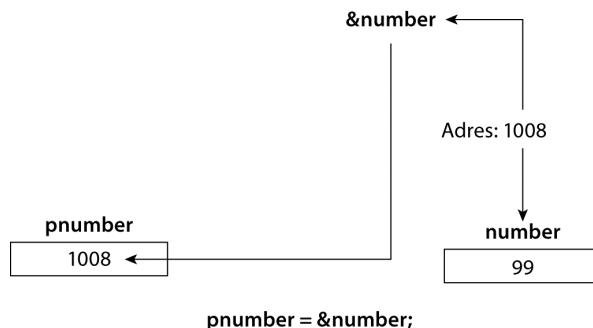 &number
Adres: 1008
pnumber
number
1008
99
pnumber = &number;